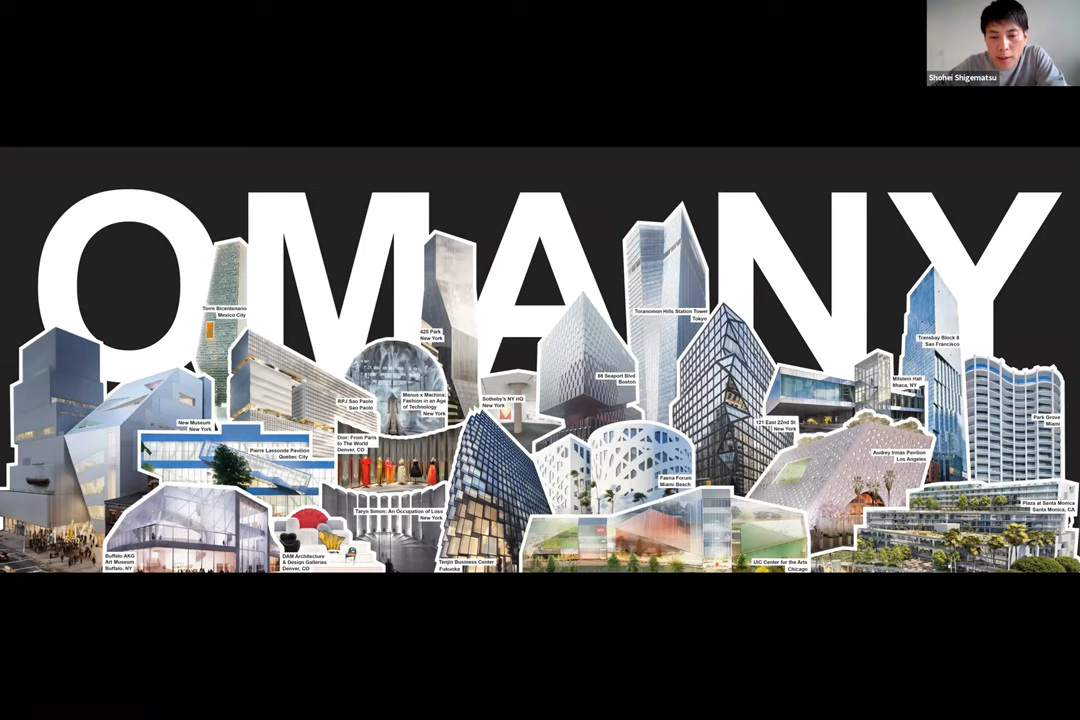 Shohei Shigematsu
OMA NY
Torre Bicentenario
Mexico City
425 Park
New York
Toranomon Hills Station Tower
Tokyo
Transbay Block 8
San Francisco
New Museum
New York
RPJ Sao Paolo
Sao Paolo
Manus x Machina:
Fashion in an Age
of Technology
New York
Sotheby's NY HQ
New York
88 Seaport Blvd
Boston
121 East 22nd St
New York
Milstein Hall
Ithaca, NY
Park Grove
Miami
Pierre Lassonde Pavilion
Quebec City
Dior: From Paris
to The World
Denver, CO
Faena Forum
Miami Beach
Audrey Irmas Pavilion
Los Angeles
Taryn Simon: An Occupation of Loss
New York
Plaza at Santa Monica
Santa Monica, CA
Buffalo AKG
Art Museum
Buffalo, NY
DAM Architecture
& Design Galleries
Denver, CO
Tenjin Business Center
Fukuoka
UIC Center for the Arts
Chicago